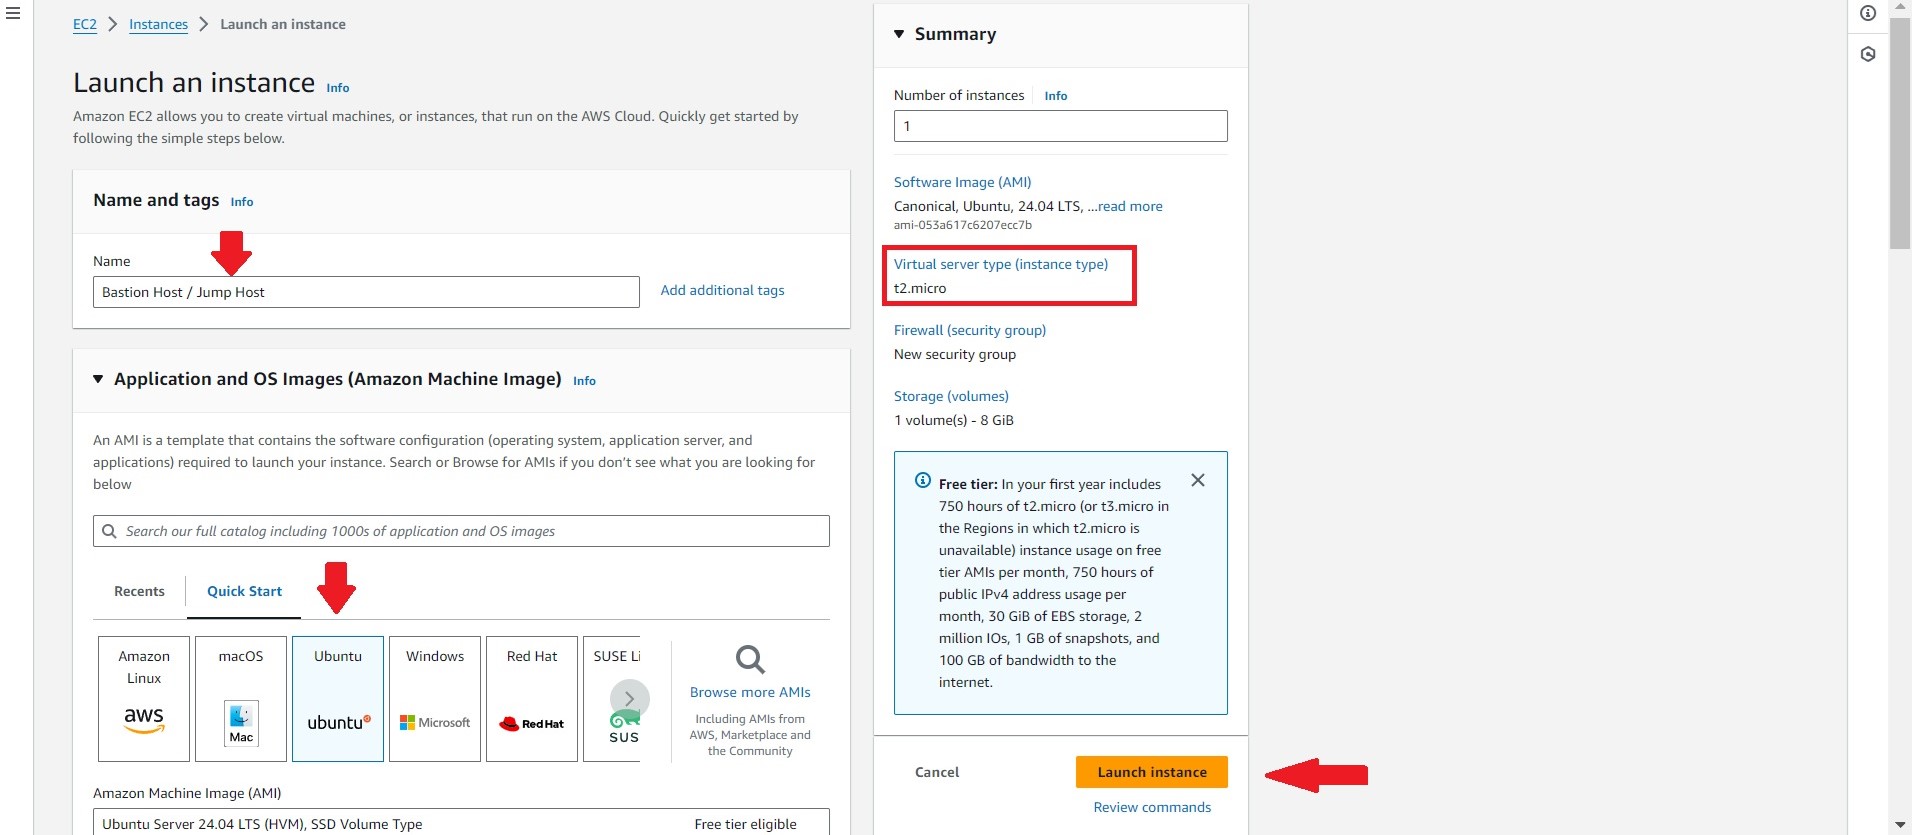 EC2 > Instances > Launch an instance
Launch an instance Info
Amazon EC2 allows you to create virtual machines, or instances, that run on the AWS Cloud. Quickly get started by
following the simple steps below.
Name and tags Info
Name
Bastion Host / Jump Host
Add additional tags
Application and OS Images (Amazon Machine Image) Info
An AMI is a template that contains the software configuration (operating system, application server, and
applications) required to launch your instance. Search or Browse for AMIs if you don’t see what you are looking for
below
Search our full catalog including 1000s of application and OS images
Recents
Quick Start
Amazon
Linux
aws
macOS
Mac
Ubuntu
ubuntu
Windows
Microsoft
Red Hat
Red Hat
SUSE Li
SUS
Browse more AMIs
Including AMIs from
AWS, Marketplace and
the Community
Amazon Machine Image (AMI)
Ubuntu Server 24.04 LTS (HVM), SSD Volume Type
Free tier eligible
Summary
Number of instances Info
1
Software Image (AMI)
Canonical, Ubuntu, 24.04 LTS, ...read more
ami-053a617c6207ecc7b
Virtual server type (instance type)
t2.micro
Firewall (security group)
New security group
Storage (volumes)
1 volume(s) - 8 GiB
Free tier: In your first year includes
750 hours of t2.micro (or t3.micro in
the Regions in which t2.micro is
unavailable) instance usage on free
tier AMIs per month, 750 hours of
public IPv4 address usage per
month, 30 GiB of EBS storage, 2
million IOs, 1 GB of snapshots, and
100 GB of bandwidth to the
internet.
Cancel
Launch instance
Review commands